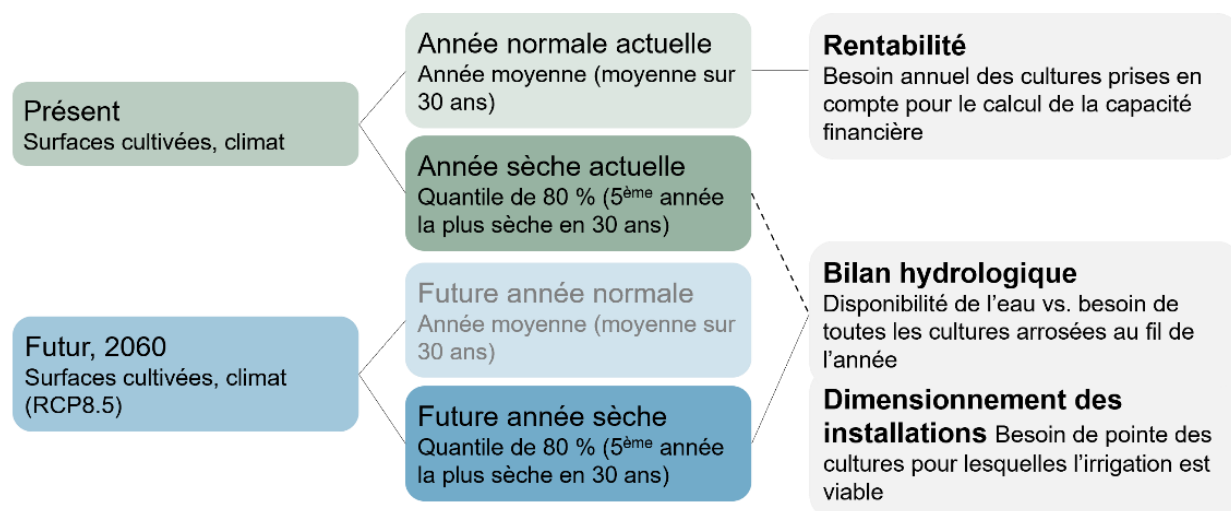 Présent
Surfaces cultivées, climat
Futur, 2060
Surfaces cultivées, climat
(RCP8.5)
Année normale actuelle
Année moyenne (moyenne sur
30 ans)
Année sèche actuelle
Quantile de 80 % (5ème année
la plus sèche en 30 ans)
Future année normale
Année moyenne (moyenne sur
30 ans)
Future année sèche
Quantile de 80 % (5ème année
la plus sèche en 30 ans)
Rentabilité
Besoin annuel des cultures prises en
compte pour le calcul de la capacité
financière
Bilan hydrologique
Disponibilité de l’eau vs. besoin de
toutes les cultures arrosées au fil de
l’année
Dimensionnement des
installations Besoin de pointe des
cultures pour lesquelles l’irrigation est
viable